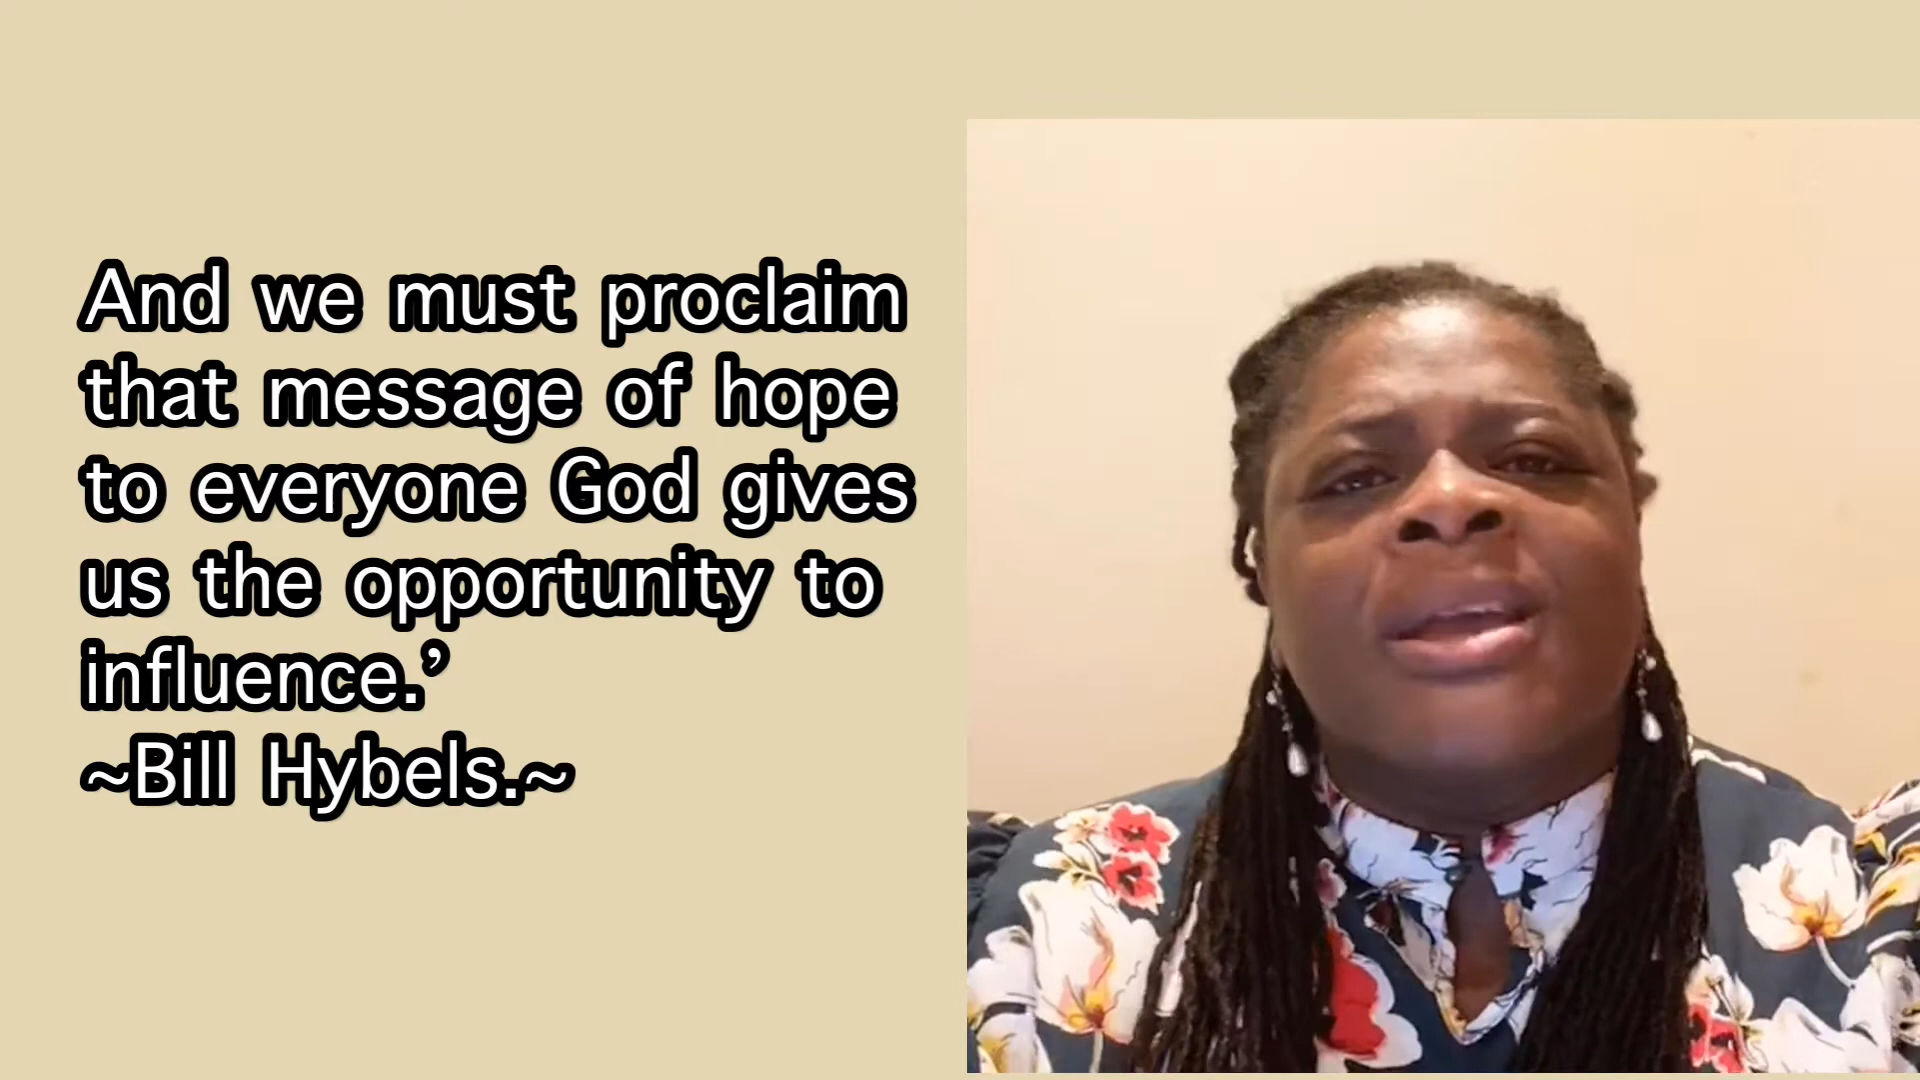 And we must proclaim
that message of hope
to everyone God gives
us the opportunity to
influence.’
~Bill Hybels.~